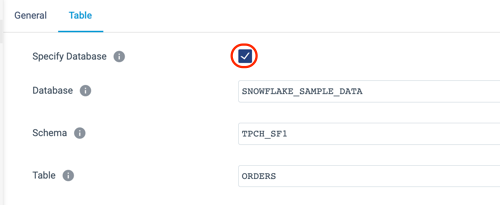 General Table
Specify Database
Database SNOWFLAKE_SAMPLE_DATA
Schema TPCH_SF1
Table ORDERS